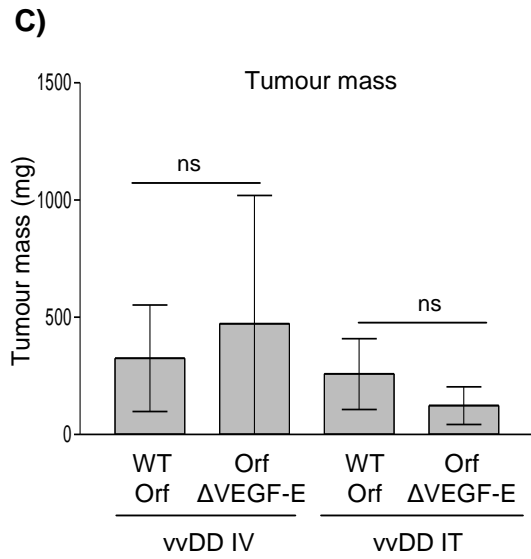 C)
Tumour mass
Tumour mass (mg)
1500
1000
500
0
ns
ns
WT Orf WT Orf
Orf ΔVEGF-E Orf ΔVEGF-E
vvDD IV vvDD IT